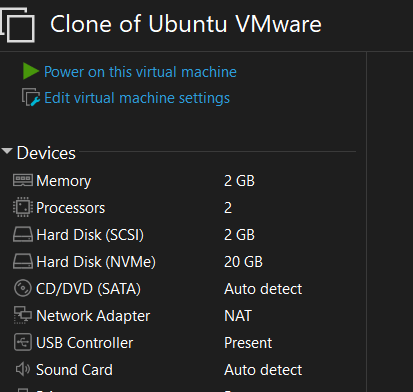 Clone of Ubuntu VMware
Power on this virtual machine
Edit virtual machine settings
Devices
Memory 2 GB
Processors 2
Hard Disk (SCSI) 2 GB
Hard Disk (NVMe) 20 GB
CD/DVD (SATA) Auto detect
Network Adapter NAT
USB Controller Present
Sound Card Auto detect